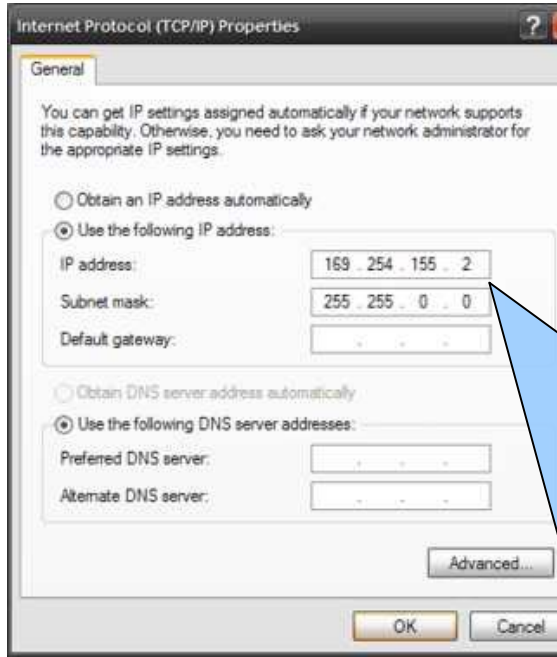 Internet Protocol (TCP/IP) Properties
?
General
You can get IP settings assigned automatically if your network supports
this capability. Otherwise, you need to ask your network administrator for
the appropriate IP settings.
Obtain an IP address automatically
Use the following IP address:
IP address: 169 . 254 . 155 . 2
Subnet mask: 255 . 255 . 0 . 0
Default gateway: . . .
Obtain DNS server address automatically
Use the following DNS server addresses:
Preferred DNS server: . . .
Alternate DNS server: . . .
Advanced...
OK Cancel